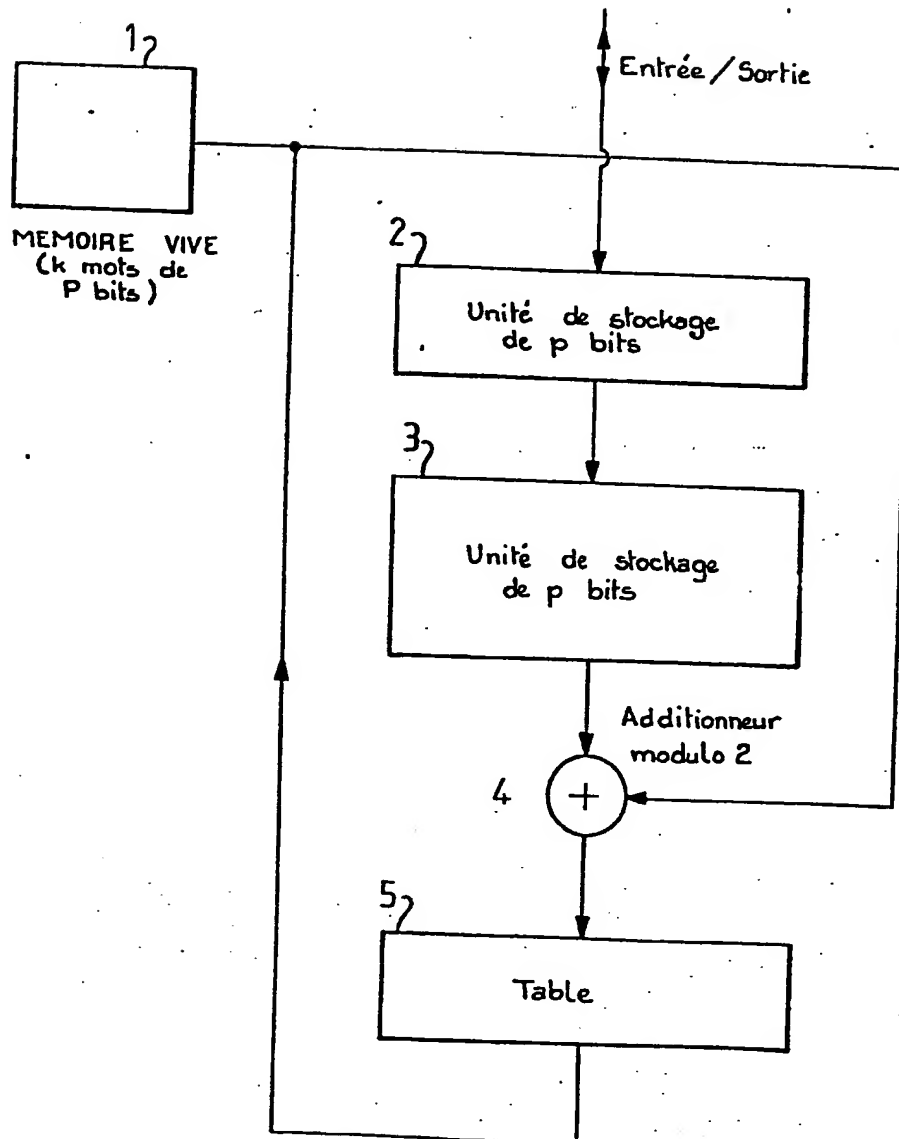 1
Entrée/Sortie
MEMOIRE VIVE
(k mots de
P bits)
2
Unité de stockage
de p bits
3
Unité de stockage
de p bits
Additionneur
modulo 2
4
+
5
Table